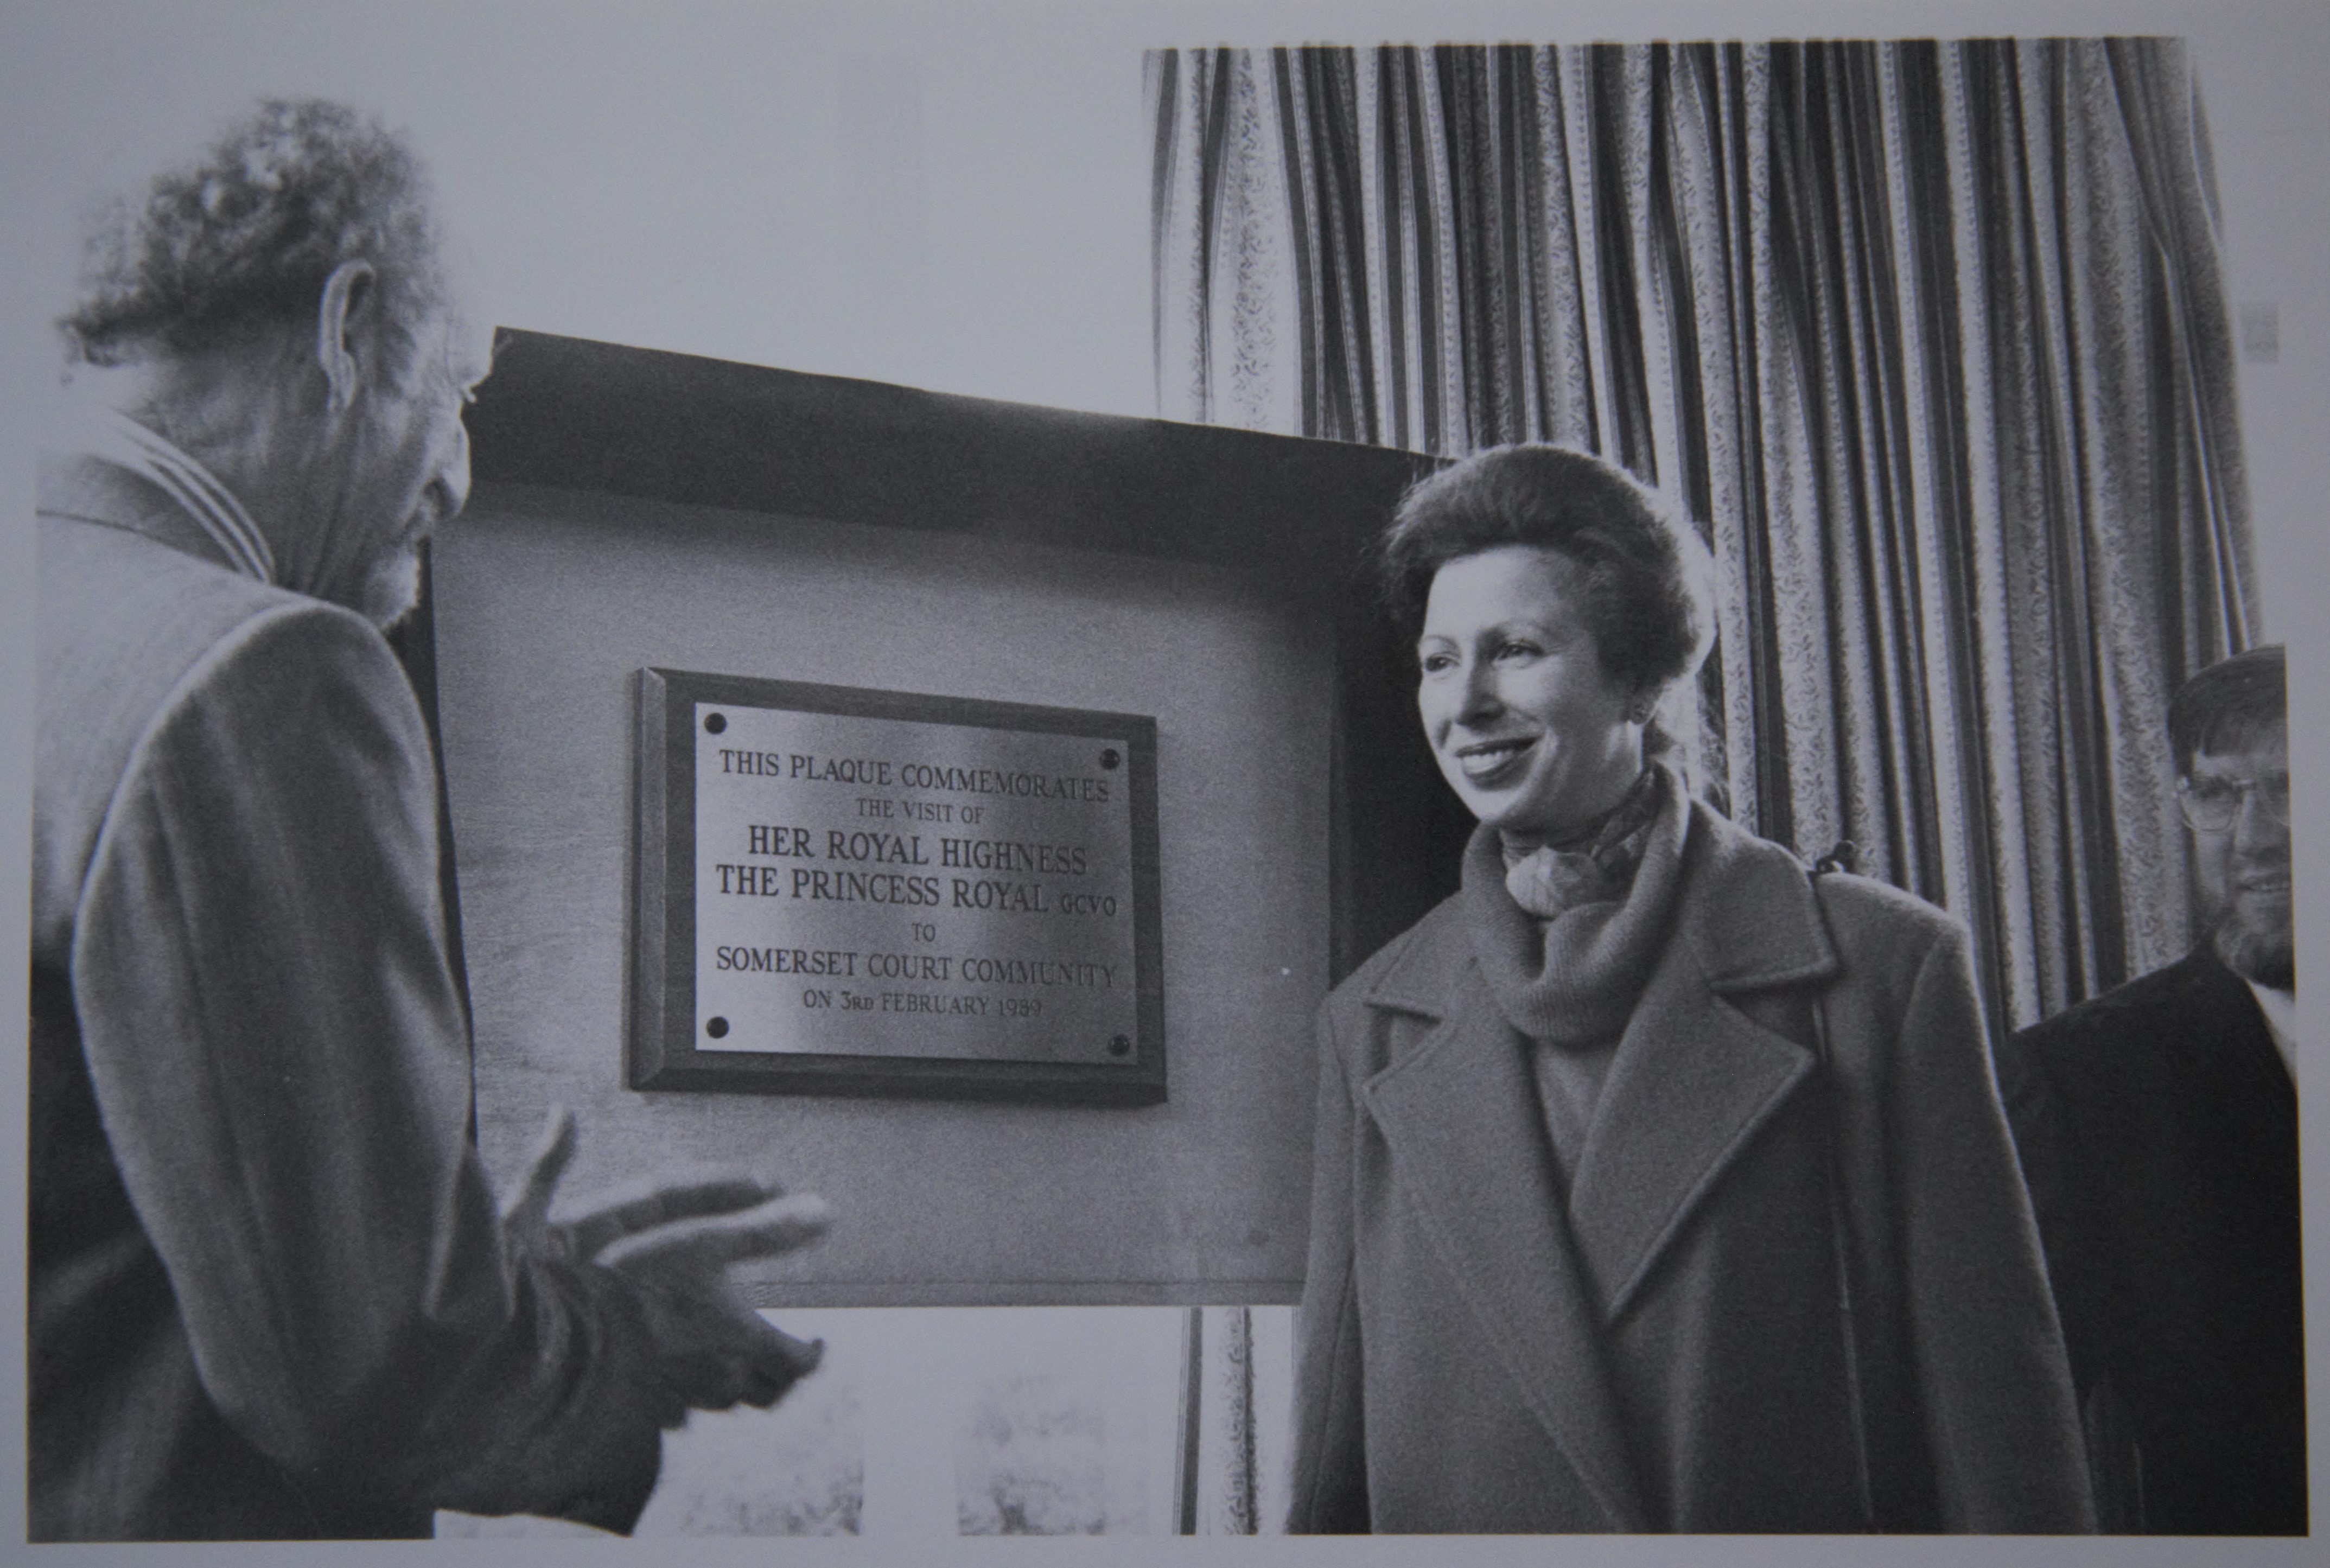 THIS PLAQUE COMMEMORATES
THE VISIT OF
HER ROYAL HIGHNESS
THE PRINCESS ROYAL GCVO
TO
SOMERSET COURT COMMUNITY
ON 3RD FEBRUARY 1989